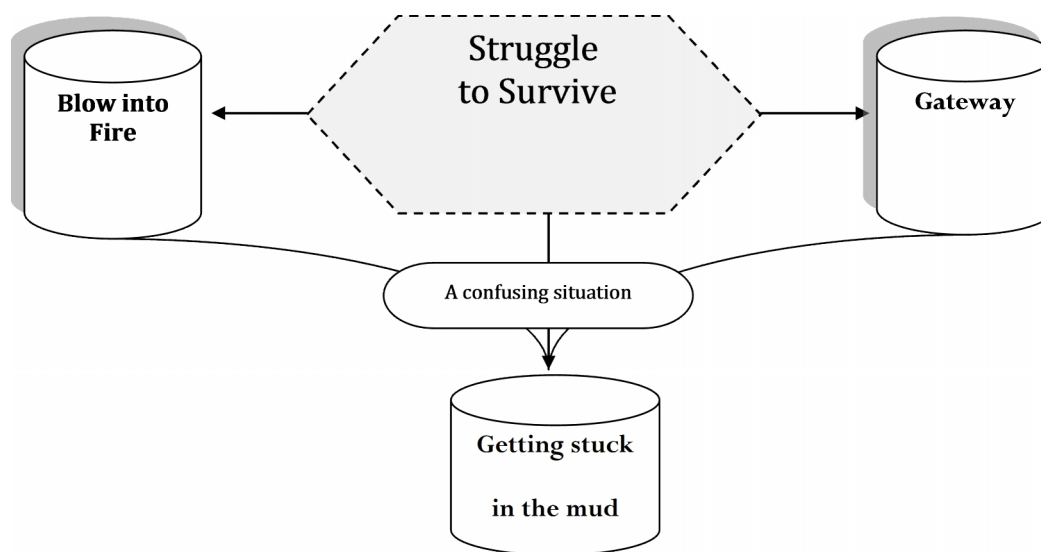 Struggle
to Survive
Blow into
Fire
Gateway
A confusing situation
Getting stuck
in the mud